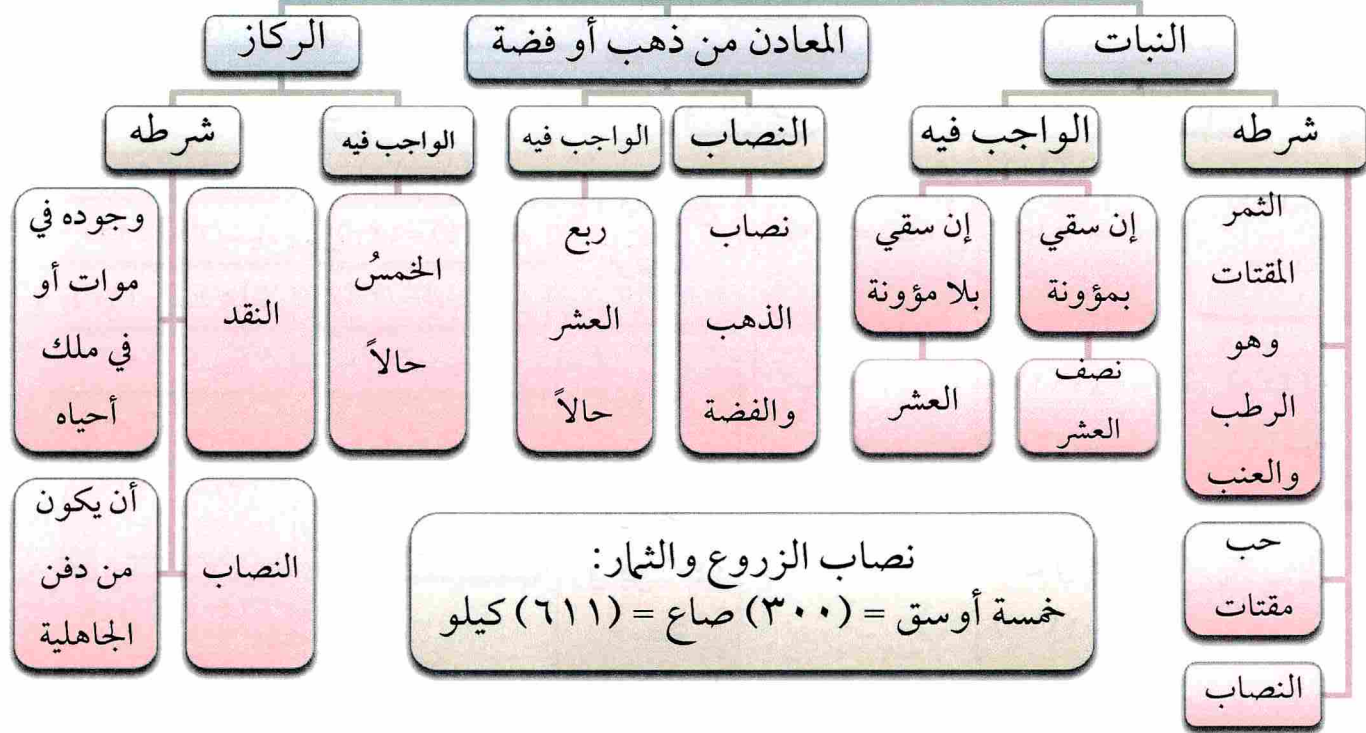 النبات
المعادن من ذهب أو فضة
الركاز
شرطه
الواجب فيه
النصاب
الواجب فيه
الواجب فيه
شرطه
الثمر
المقتات
وهو
الرطب
والعنب
حب
مقتات
النصاب
إن سقي
بمؤونة
نصف
العشر
إن سقي
بلا مؤونة
العشر
نصاب
الذهب
والفضة
ربع
العشر
حالاً
الخمسُ
حالاً
النقد
وجوده في
موات أو
في ملك
أحياه
النصاب
أن يكون
من دفن
الجاهلية
نصاب الزروع والثمار:
خمسة أوسق = (٣٠٠) صاع = (٦١١) كيلو